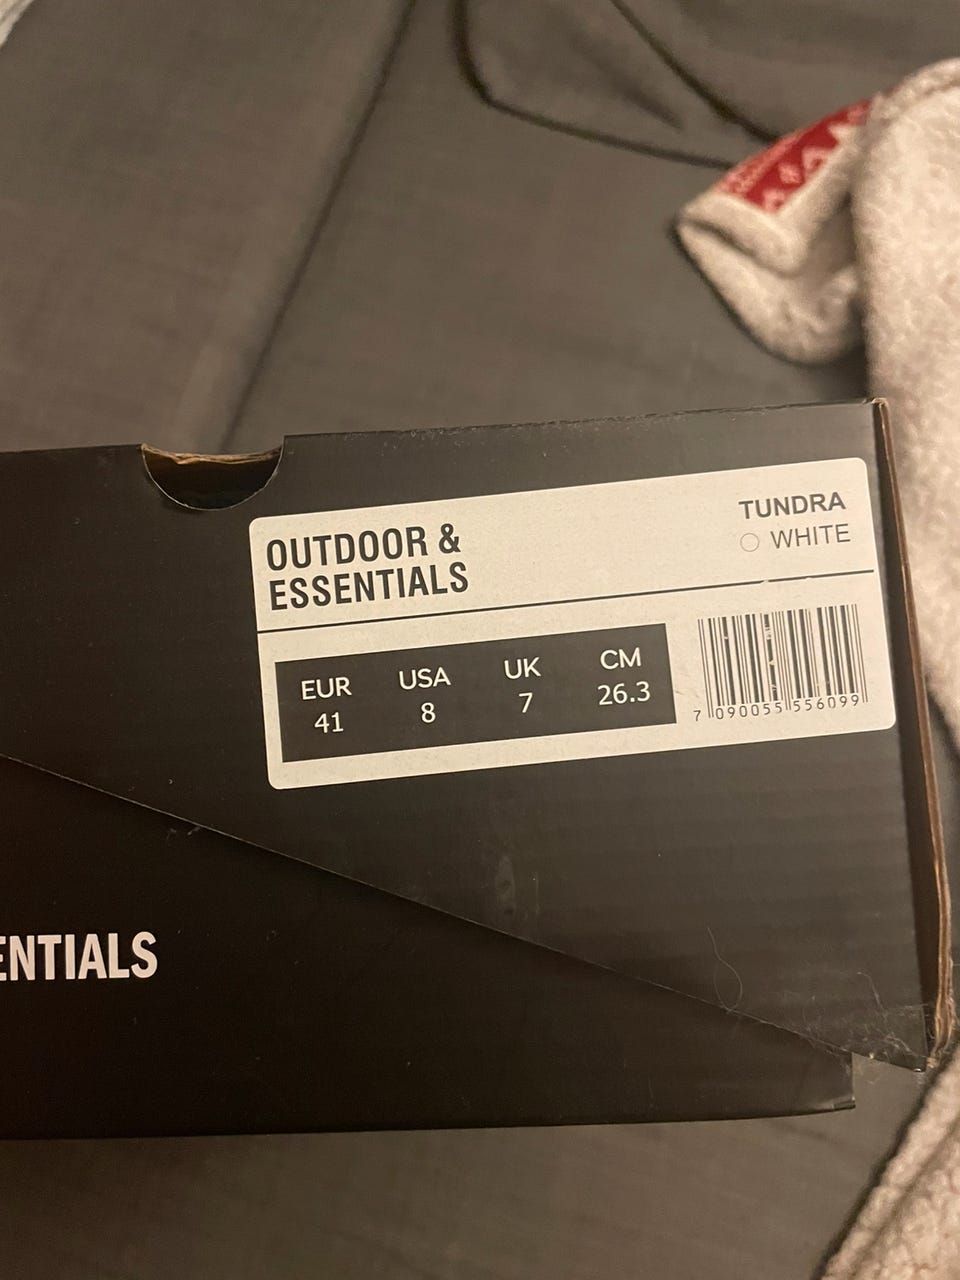 OUTDOOR &
ESSENTIALS
TUNDRA
WHITE
EUR USA UK CM
41 8 7 26.3
7 090055 556099
ENTIALS